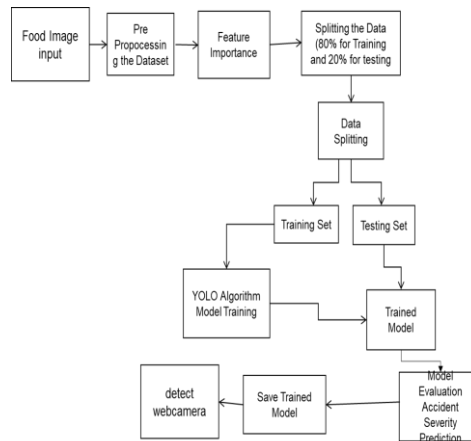 Food Image
input
Pre
Propocessin
g the Dataset
Feature
Importance
Splitting the Data
(80% for Training
and 20% for testing
Data
Splitting
Training Set
Testing Set
YOLO Algorithm
Model Training
Trained
Model
Model
Evaluation
Accident
Severity
Prediction
Save Trained
Model
detect
webcamera